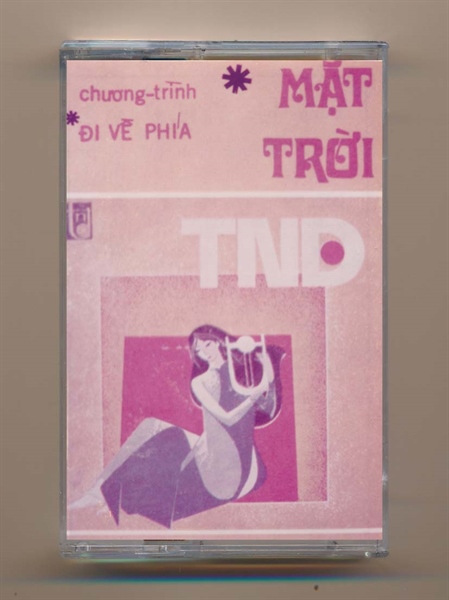 chương-trình
* ĐI VỀ PHÍA
* MẶT
TRỜI
TND